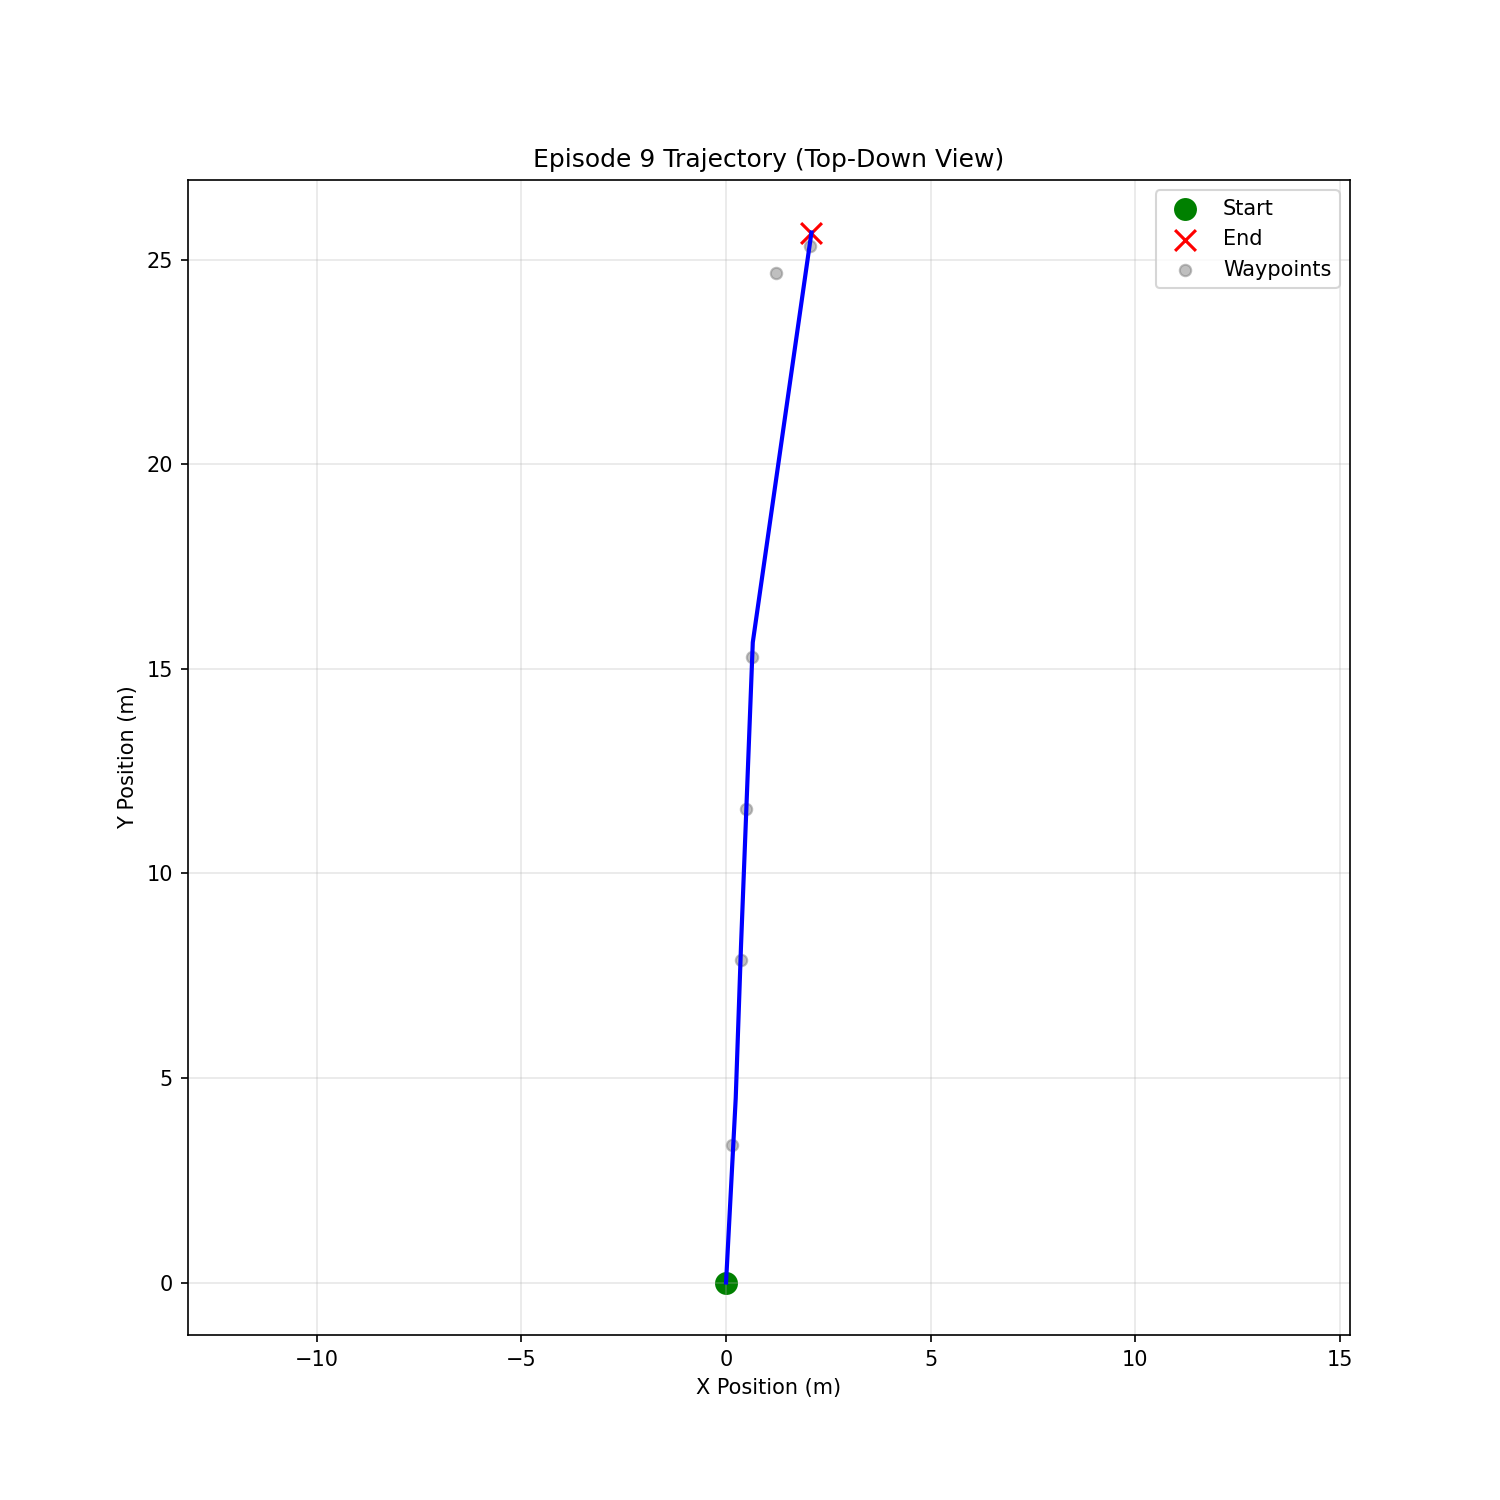 Episode 9 Trajectory (Top-Down View)
Start
End
Waypoints
25
20
15
10
5
0
Y Position (m)
−10 −5 0 5 10 15
X Position (m)